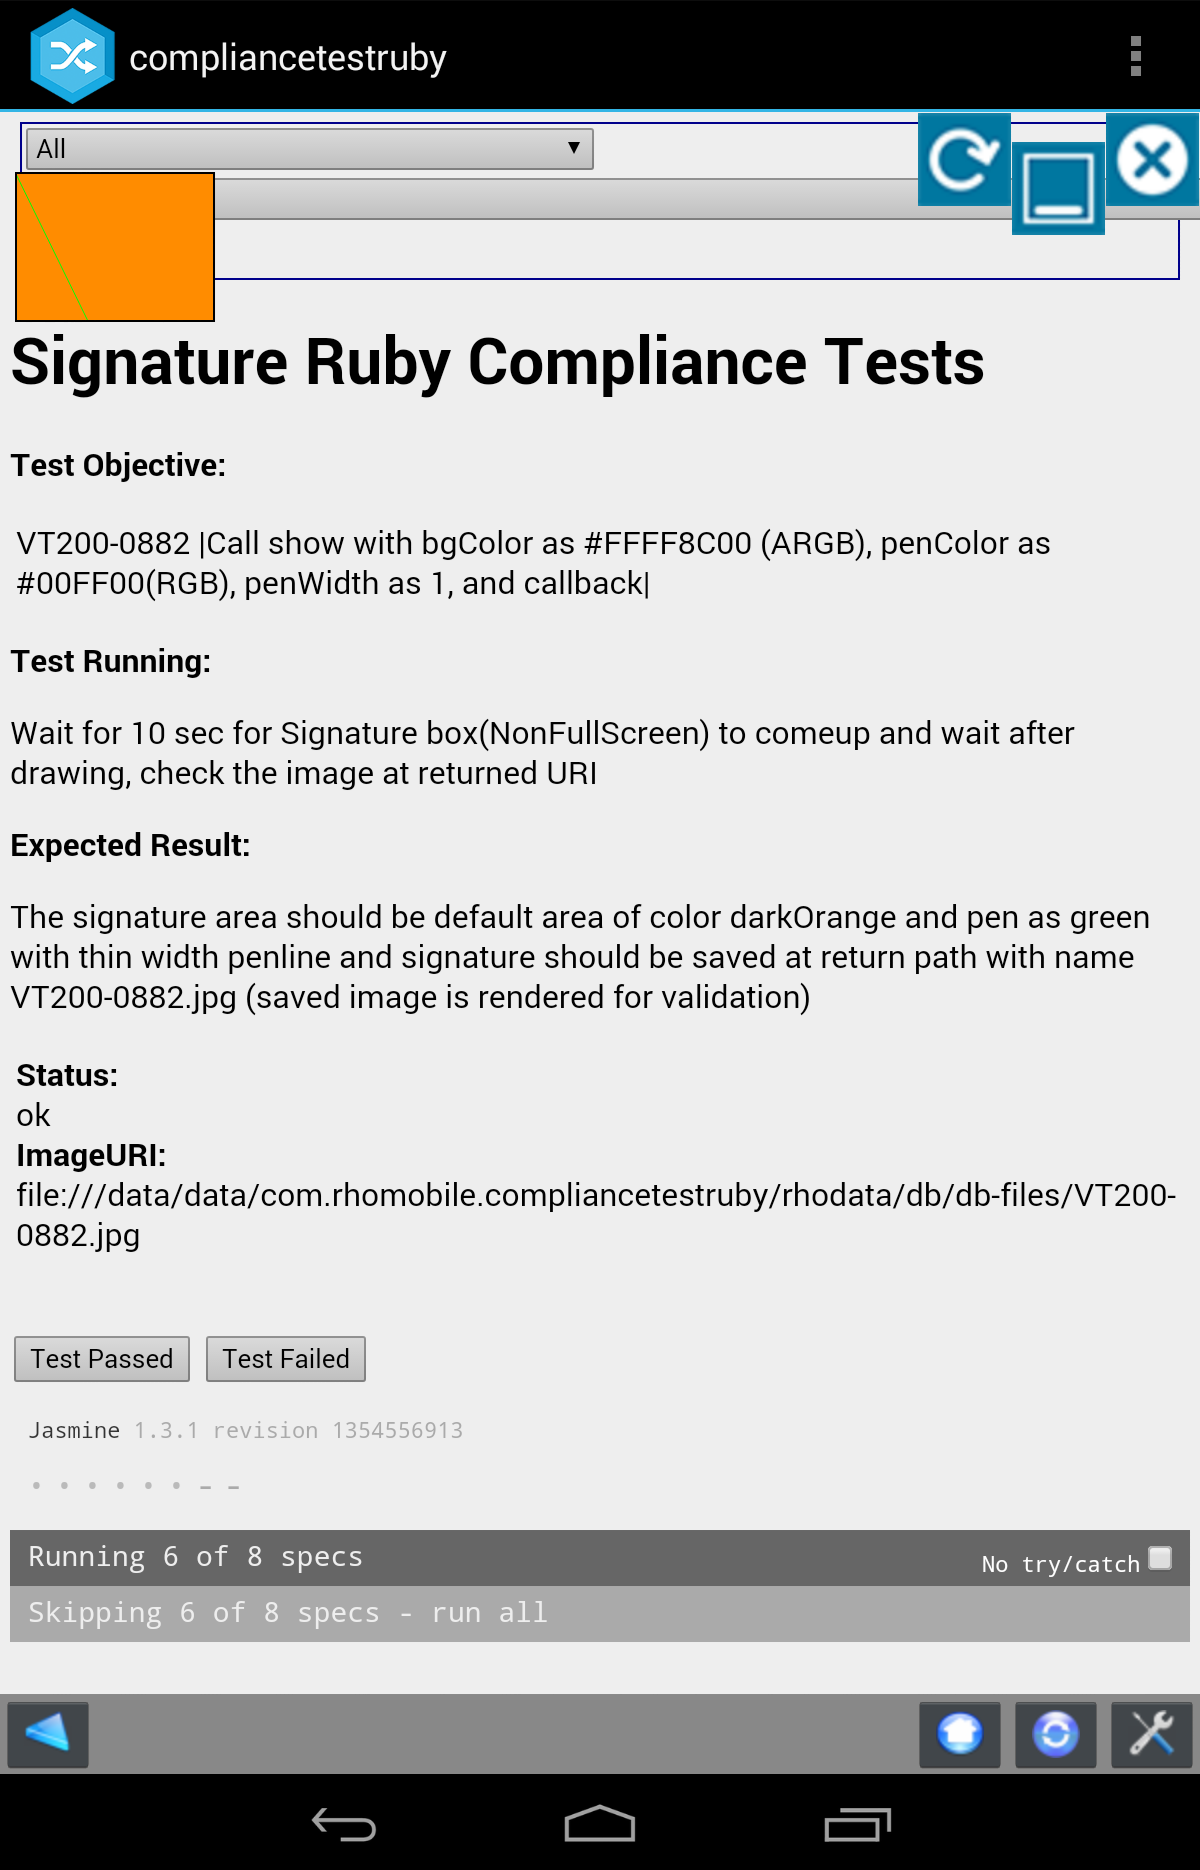 compliancetestruby
All
Signature Ruby Compliance Tests
Test Objective:
VT200-0882 |Call show with bgColor as #FFFF8C00 (ARGB), penColor as
#00FF00(RGB), penWidth as 1, and callback|
Test Running:
Wait for 10 sec for Signature box(NonFullScreen) to comeup and wait after
drawing, check the image at returned URI
Expected Result:
The signature area should be default area of color darkOrange and pen as green
with thin width penline and signature should be saved at return path with name
VT200-0882.jpg (saved image is rendered for validation)
Status:
ok
ImageURI:
file:///data/data/com.rhomobile.compliancetestruby/rhodata/db/db-files/VT200-
0882.jpg
Test Passed Test Failed
Jasmine 1.3.1 revision 1354556913
Running 6 of 8 specs No try/catch
Skipping 6 of 8 specs - run all